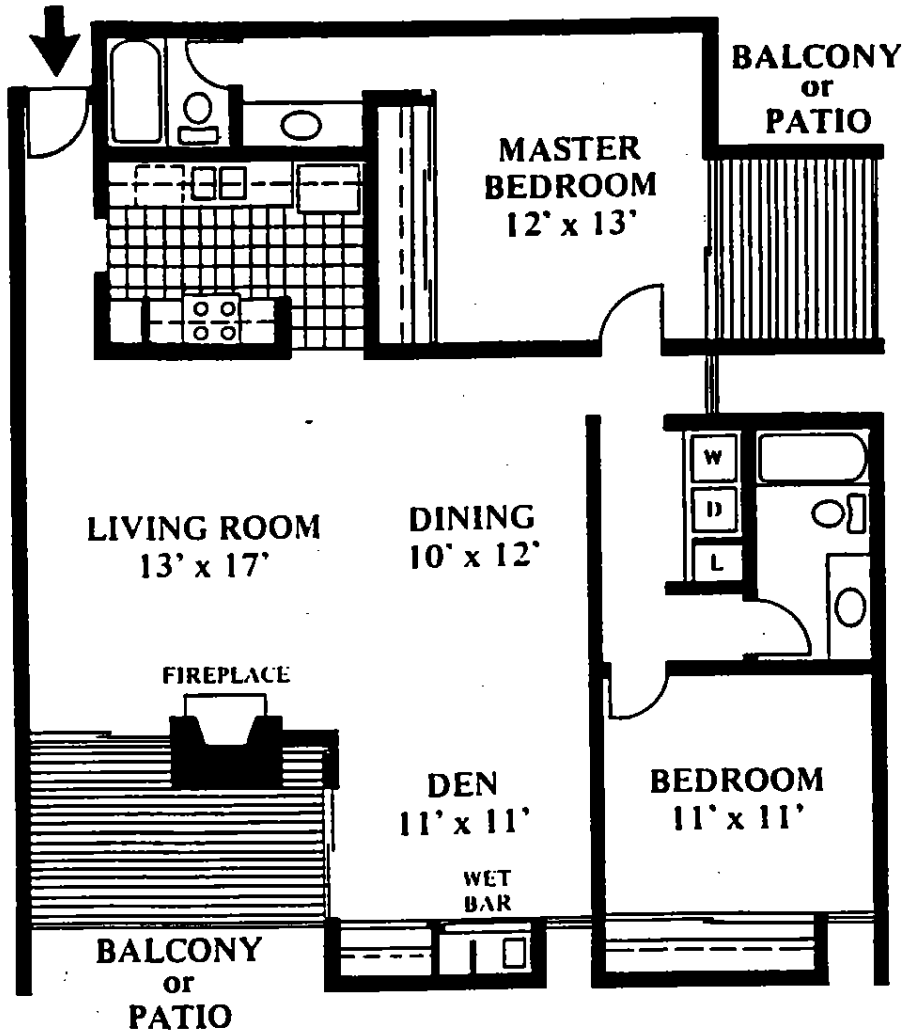 BALCONY
or
PATIO
MASTER
BEDROOM
12' x 13'
W
D
L
LIVING ROOM
13' x 17'
DINING
10' x 12'
FIREPLACE
DEN
11' x 11'
BEDROOM
11' x 11'
WET
BAR
BALCONY
or
PATIO